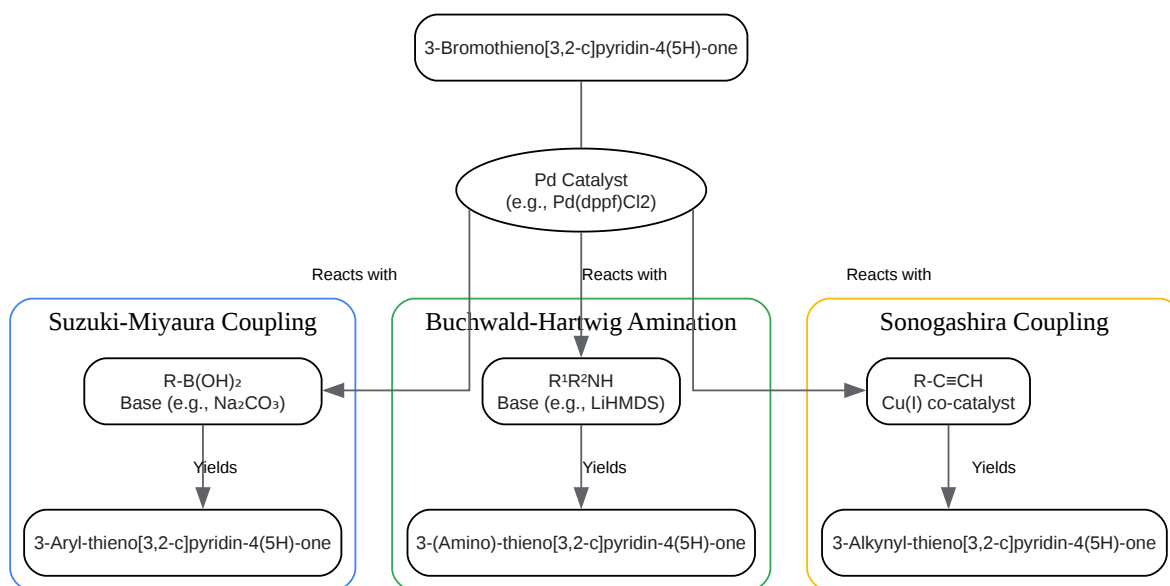 3-Bromothieno[3,2-c]pyridin-4(5H)-one
Pd Catalyst
(e.g., Pd(dppf)Cl2)
Reacts with
Reacts with
Reacts with
Suzuki-Miyaura Coupling
Buchwald-Hartwig Amination
Sonogashira Coupling
R-B(OH)₂
Base (e.g., Na₂CO₃)
R¹R²NH
Base (e.g., LiHMDS)
R-C≡CH
Cu(I) co-catalyst
Yields
Yields
Yields
3-Aryl-thieno[3,2-c]pyridin-4(5H)-one
3-(Amino)-thieno[3,2-c]pyridin-4(5H)-one
3-Alkynyl-thieno[3,2-c]pyridin-4(5H)-one